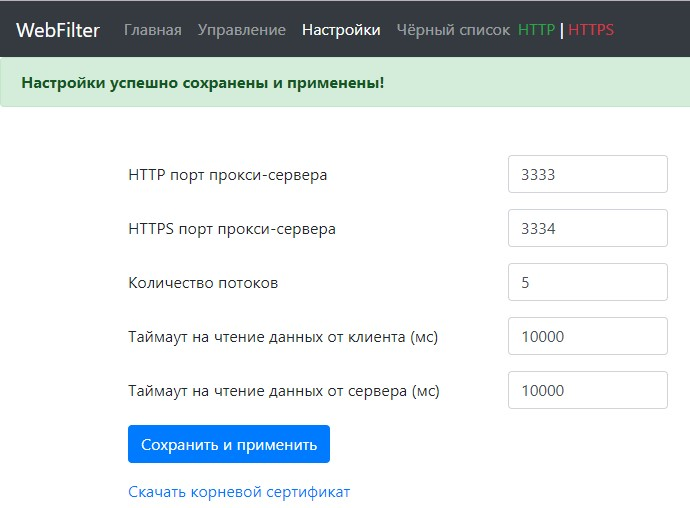 WebFilter Главная Управление Настройки Чёрный список HTTP | HTTPS
Настройки успешно сохранены и применены!
HTTP порт прокси-сервера 3333
HTTPS порт прокси-сервера 3334
Количество потоков 5
Таймаут на чтение данных от клиента (мс) 10000
Таймаут на чтение данных от сервера (мс) 10000
Сохранить и применить
Скачать корневой сертификат